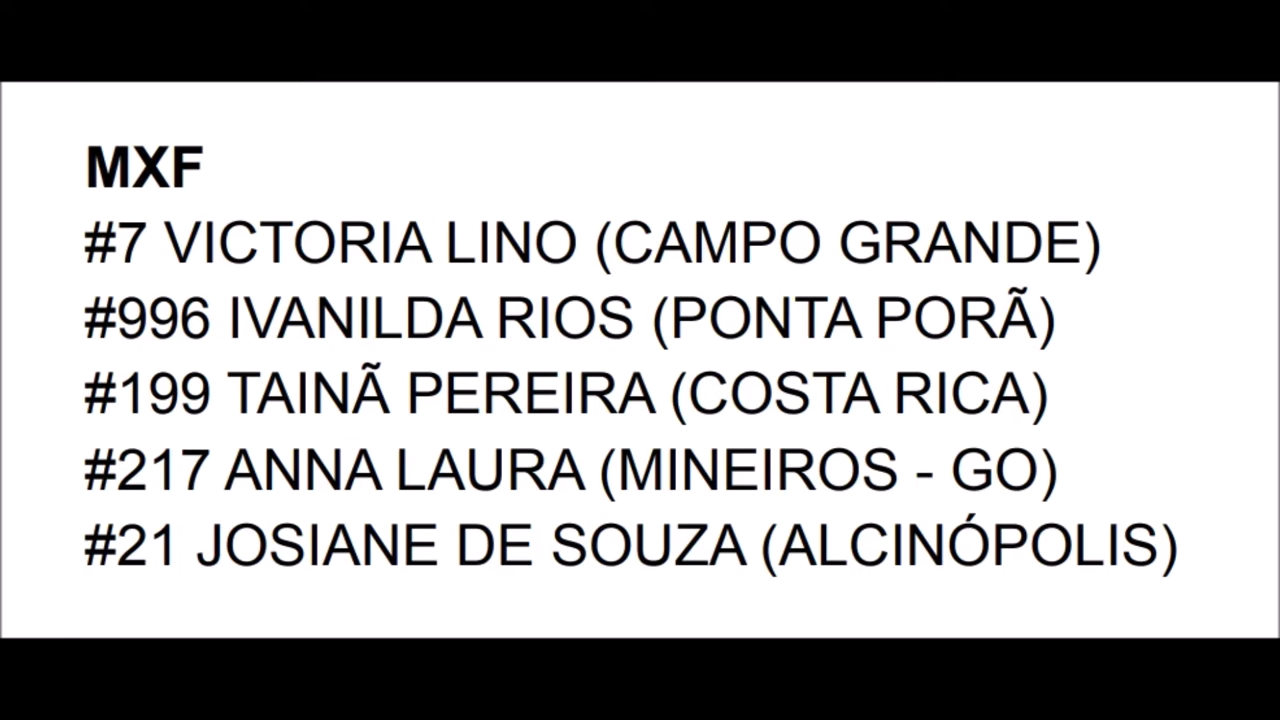 MXF
#7 VICTORIA LINO (CAMPO GRANDE)
#996 IVANILDA RIOS (PONTA PORÃ)
#199 TAINÃ PEREIRA (COSTA RICA)
#217 ANNA LAURA (MINEIROS - GO)
#21 JOSIANE DE SOUZA (ALCINÓPOLIS)